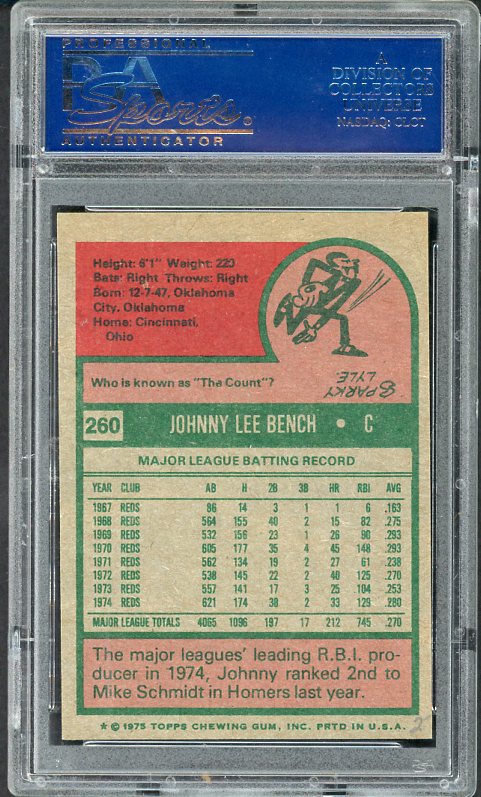 PROFESSIONAL
PSA
Sports
AUTHENTICATOR
A
DIVISION OF
COLLECTORS
UNIVERSE
NASDAQ: CLCT
Height: 6'1" Weight: 220
Bats: Right Throws: Right
Born: 12-7-47, Oklahoma
City, Oklahoma
Home: Cincinnati,
Ohio
Who is known as "The Count"?
SPARKY
LYLE
260 JOHNNY LEE BENCH • C
MAJOR LEAGUE BATTING RECORD
YEAR CLUB AB H 2B 3B HR RBI AVG
1967 REDS 86 14 3 1 1 6 .163
1968 REDS 564 155 40 2 15 82 .275
1969 REDS 532 156 23 1 26 90 .293
1970 REDS 605 177 35 4 45 148 .293
1971 REDS 562 134 19 2 27 61 .238
1972 REDS 538 145 22 2 40 125 .270
1973 REDS 557 141 17 3 25 104 .253
1974 REDS 621 174 38 2 33 129 .280
MAJOR LEAGUE TOTALS 4065 1096 197 17 212 745 .270
The major leagues' leading R.B.I. pro-
ducer in 1974, Johnny ranked 2nd to
Mike Schmidt in Homers last year.
* © 1975 TOPPS CHEWING GUM, INC. PRTD IN U.S.A.
2